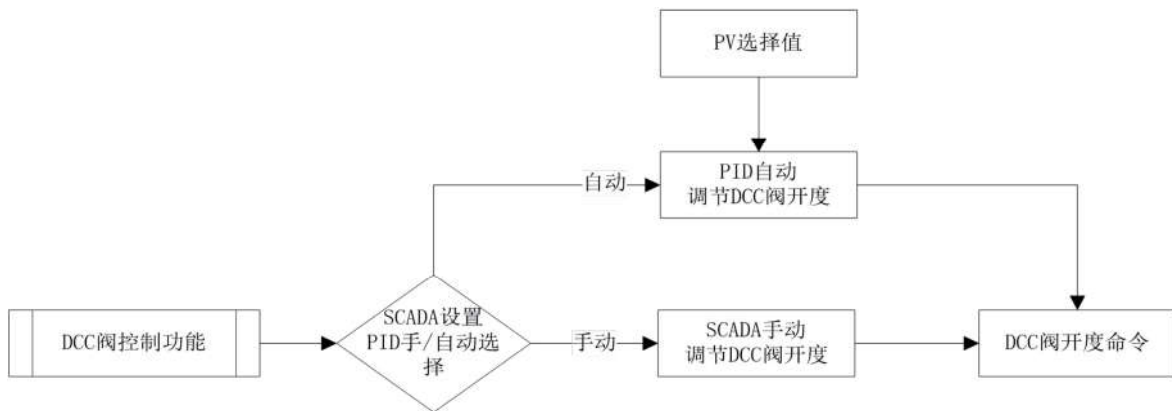 PV选择值
自动
PID自动
调节DCC阀开度
DCC阀控制功能
SCADA设置
PID手/自动选
择
手动
SCADA手动
调节DCC阀开度
DCC阀开度命令